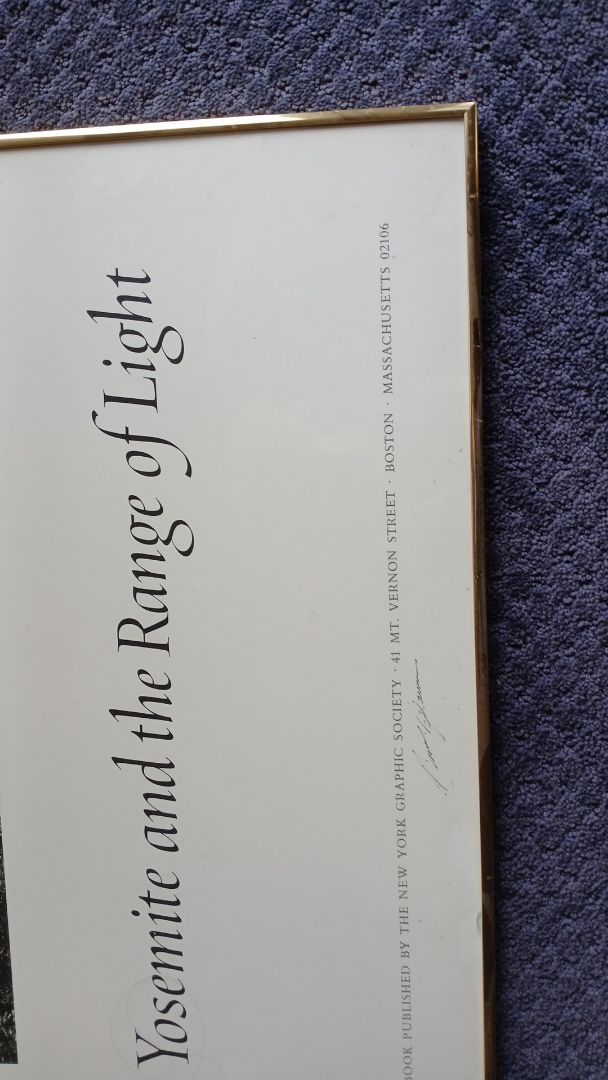 Yosemite and the Range of Light
BOOK PUBLISHED BY THE NEW YORK GRAPHIC SOCIETY · 41 MT. VERNON STREET · BOSTON · MASSACHUSETTS 02106